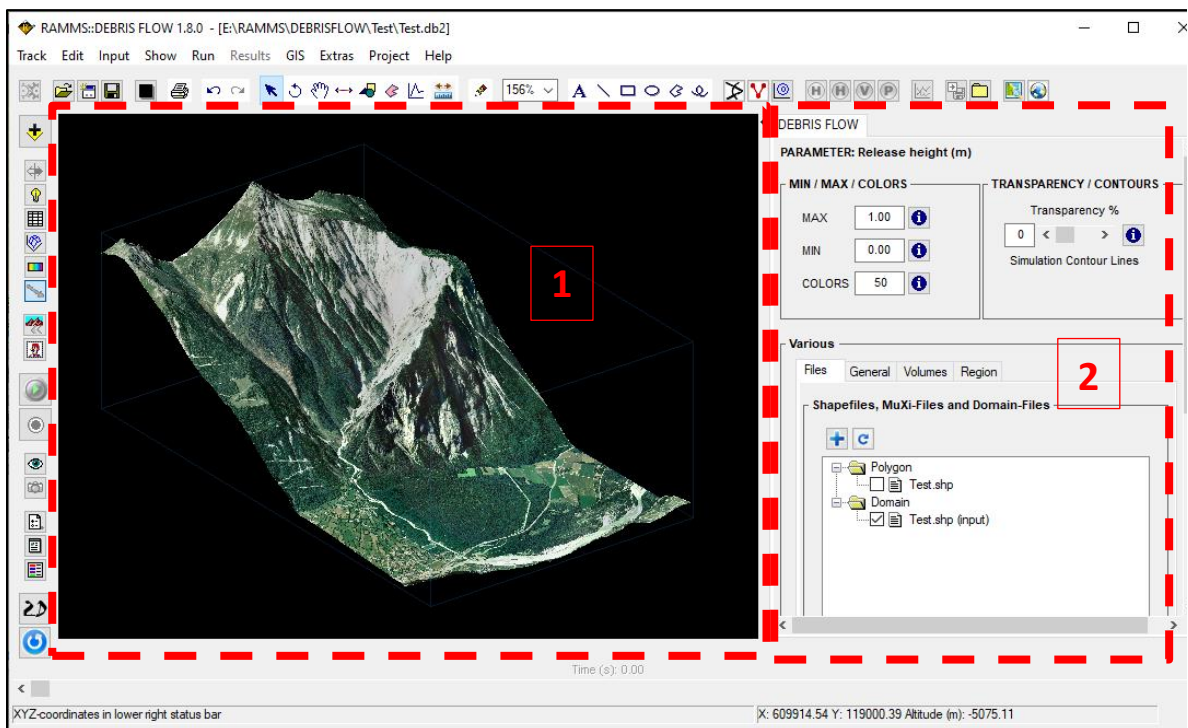 RAMMS::DEBRIS FLOW 1.8.0 - [E:\RAMMS\DEBRISFLOW\Test\Test.db2]
Track Edit Input Show Run Results GIS Extras Project Help
156% A H H V P
DEBRIS FLOW
PARAMETER: Release height (m)
MIN / MAX / COLORS
TRANSPARENCY / CONTOURS
MAX 1.00
MIN 0.00
COLORS 50
Transparency %
0
Simulation Contour Lines
1
2
Various
Files General Volumes Region
Shapefiles, MuXi-Files and Domain-Files
Polygon
Test.shp
Domain
Test.shp (input)
2D
Time (s): 0.00
XYZ-coordinates in lower right status bar
X: 609914.54 Y: 119000.39 Altitude (m): -5075.11